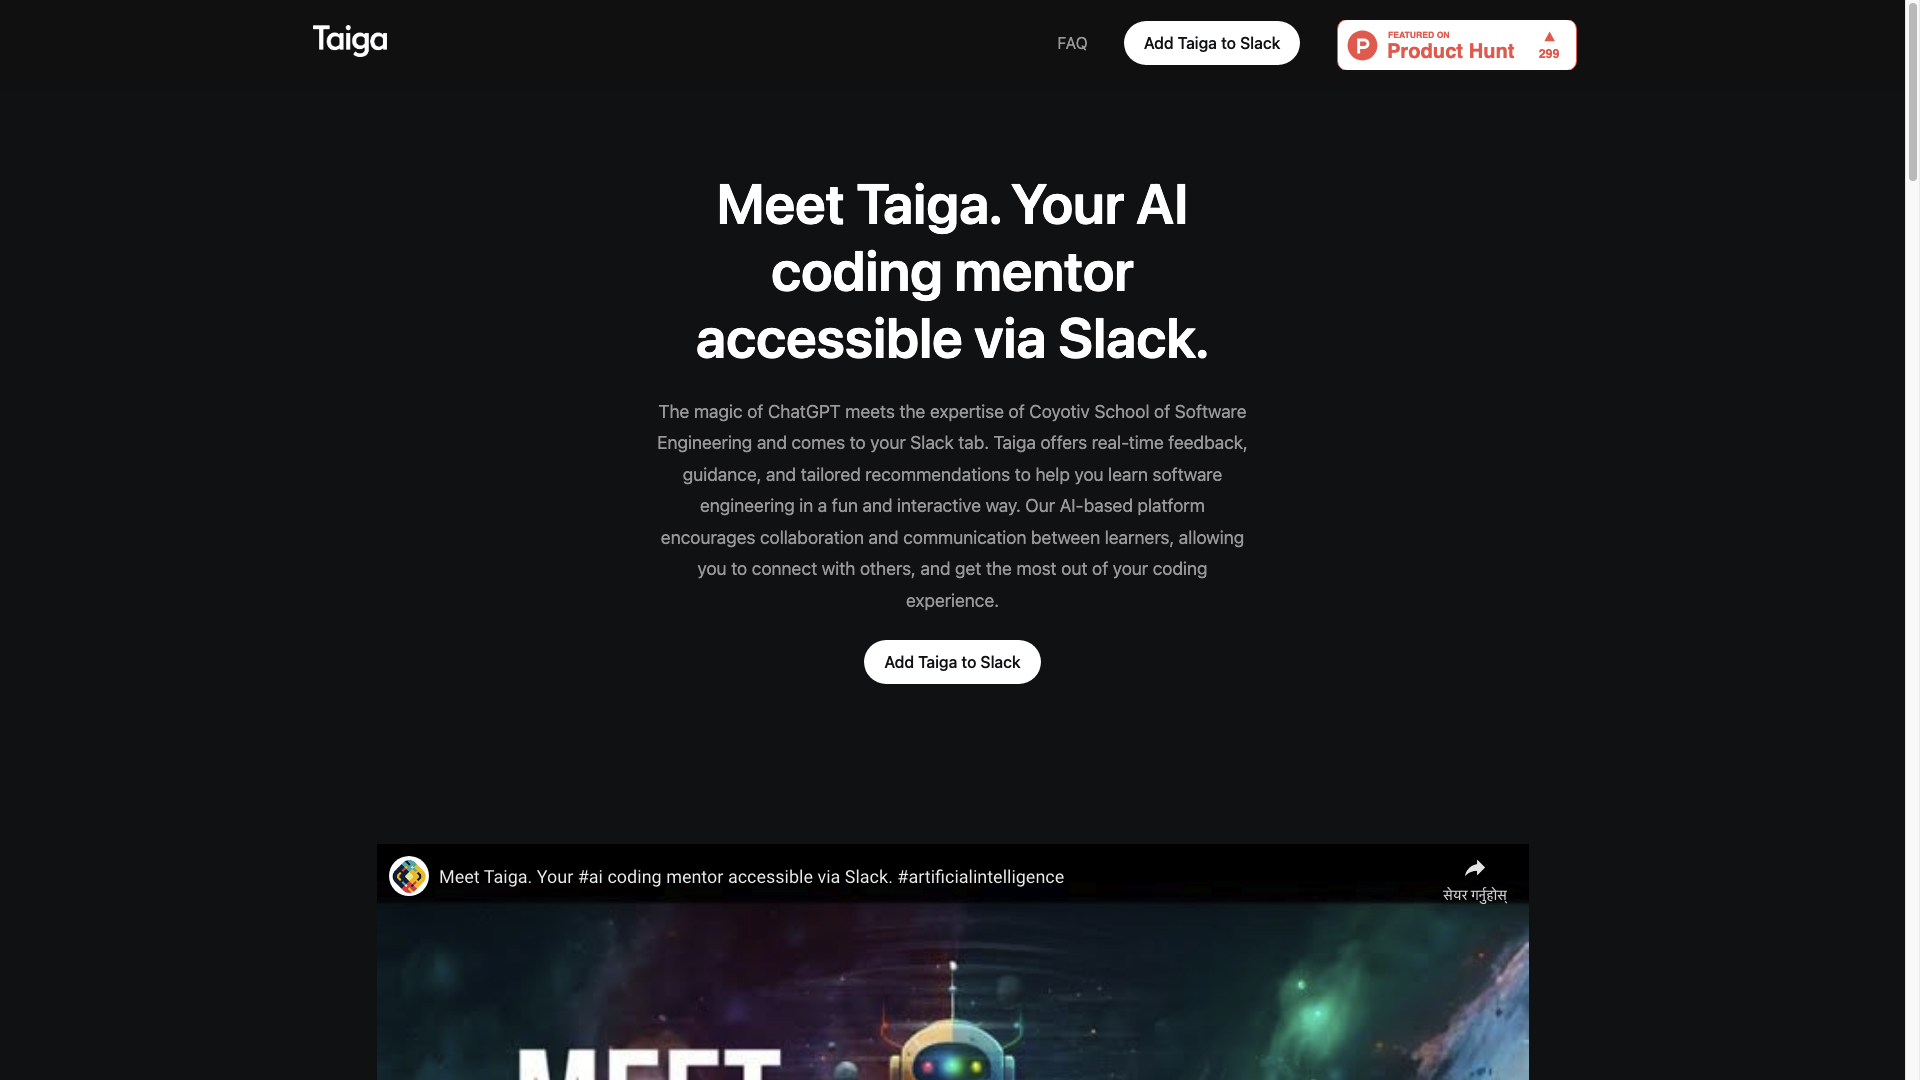 Taiga
FAQ
Add Taiga to Slack
P
FEATURED ON
Product Hunt
▲
299
Meet Taiga. Your AI
coding mentor
accessible via Slack.
The magic of ChatGPT meets the expertise of Coyotiv School of Software
Engineering and comes to your Slack tab. Taiga offers real-time feedback,
guidance, and tailored recommendations to help you learn software
engineering in a fun and interactive way. Our AI-based platform
encourages collaboration and communication between learners, allowing
you to connect with others, and get the most out of your coding
experience.
Add Taiga to Slack
Meet Taiga. Your #ai coding mentor accessible via Slack. #artificialintelligence
सेयर गर्नुहोस्
MEET